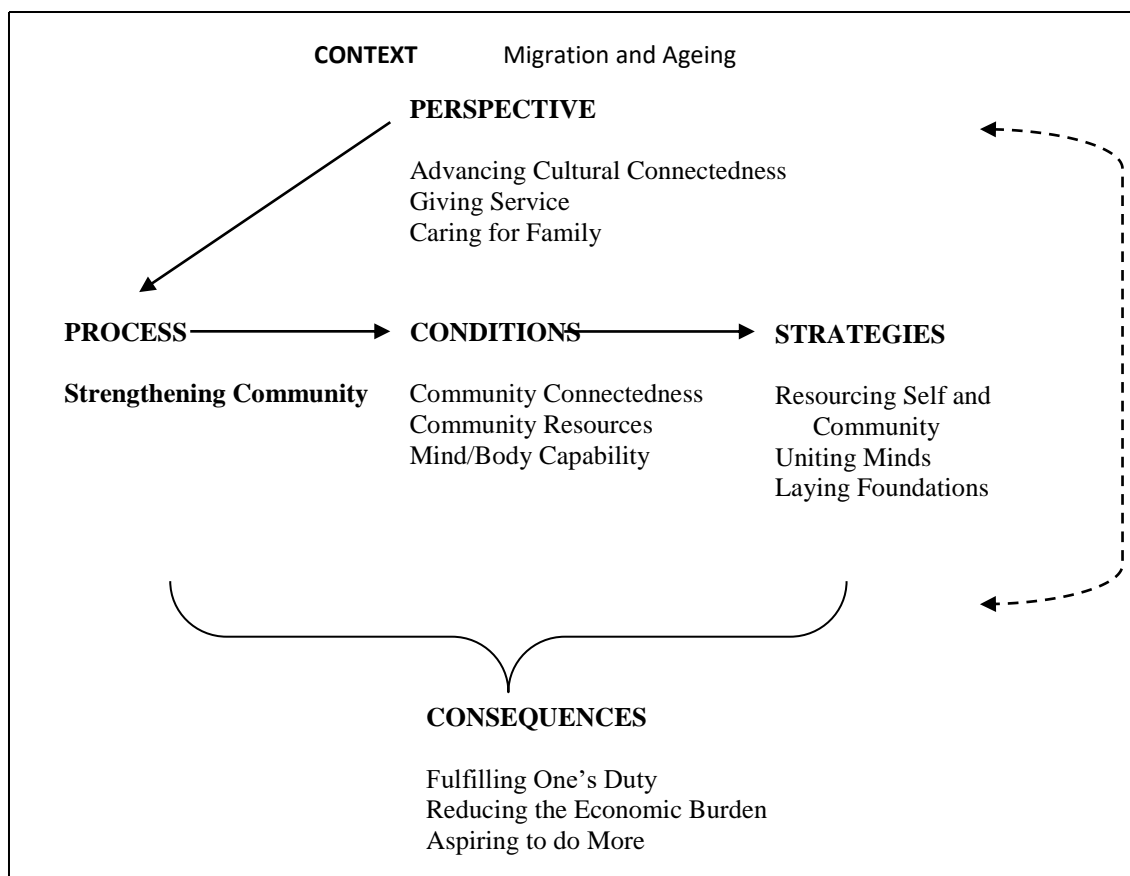 CONTEXT Migration and Ageing
PERSPECTIVE
Advancing Cultural Connectedness
Giving Service
Caring for Family
PROCESS
Strengthening Community
CONDITIONS
Community Connectedness
Community Resources
Mind/Body Capability
STRATEGIES
Resourcing Self and
Community
Uniting Minds
Laying Foundations
CONSEQUENCES
Fulfilling One’s Duty
Reducing the Economic Burden
Aspiring to do More